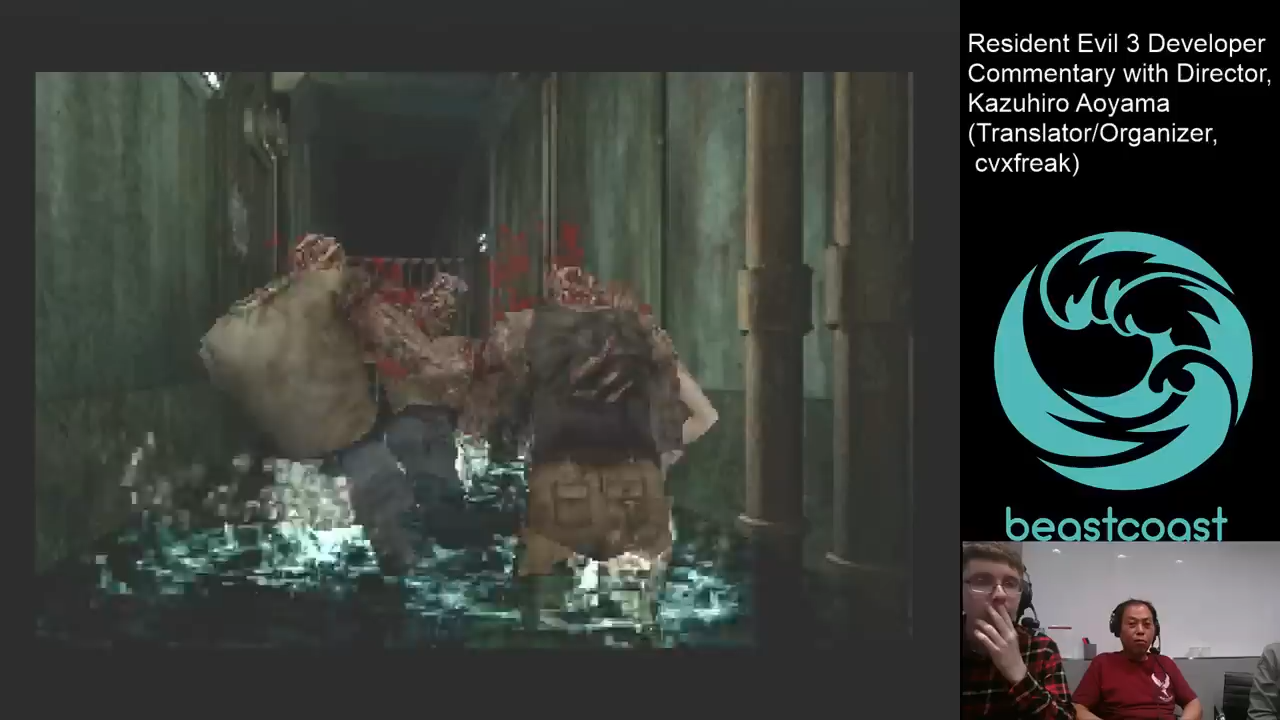 Resident Evil 3 Developer
Commentary with Director,
Kazuhiro Aoyama
(Translator/Organizer,
cvxfreak)
beastcoast